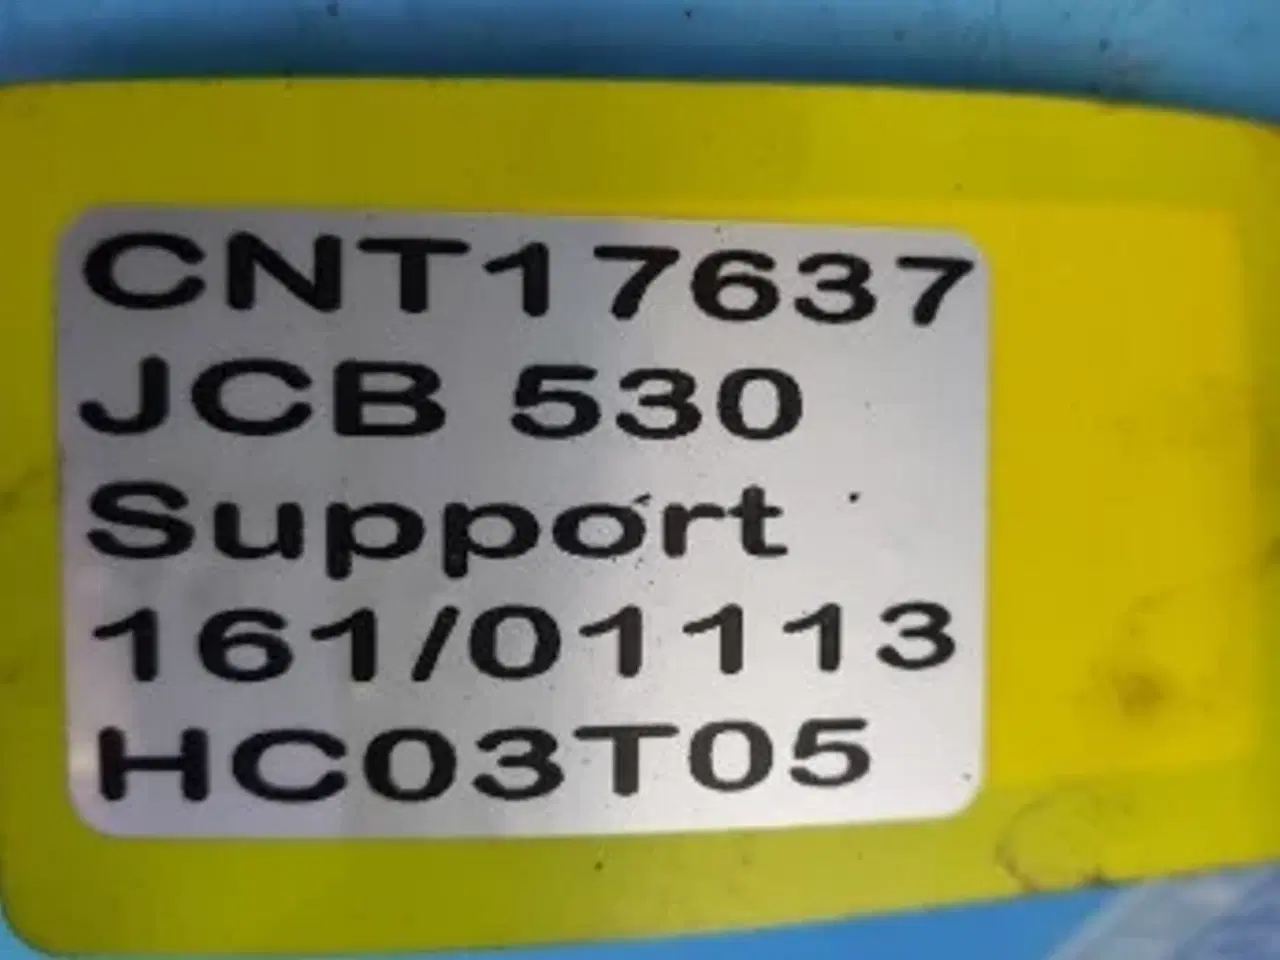 CNT17637
JCB 530
Support
161/01113
HC03T05